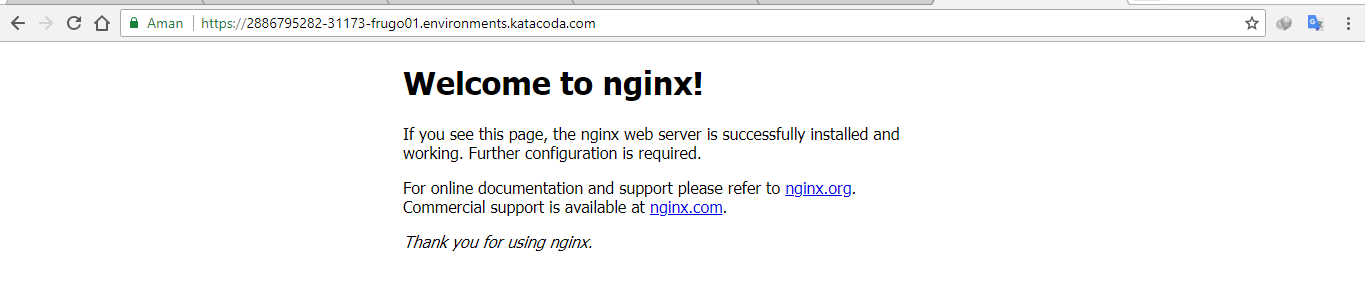 Aman
https://2886795282-31173-frugo01.environments.katacoda.com
Welcome to nginx!
If you see this page, the nginx web server is successfully installed and
working. Further configuration is required.
For online documentation and support please refer to nginx.org.
Commercial support is available at nginx.com.
Thank you for using nginx.